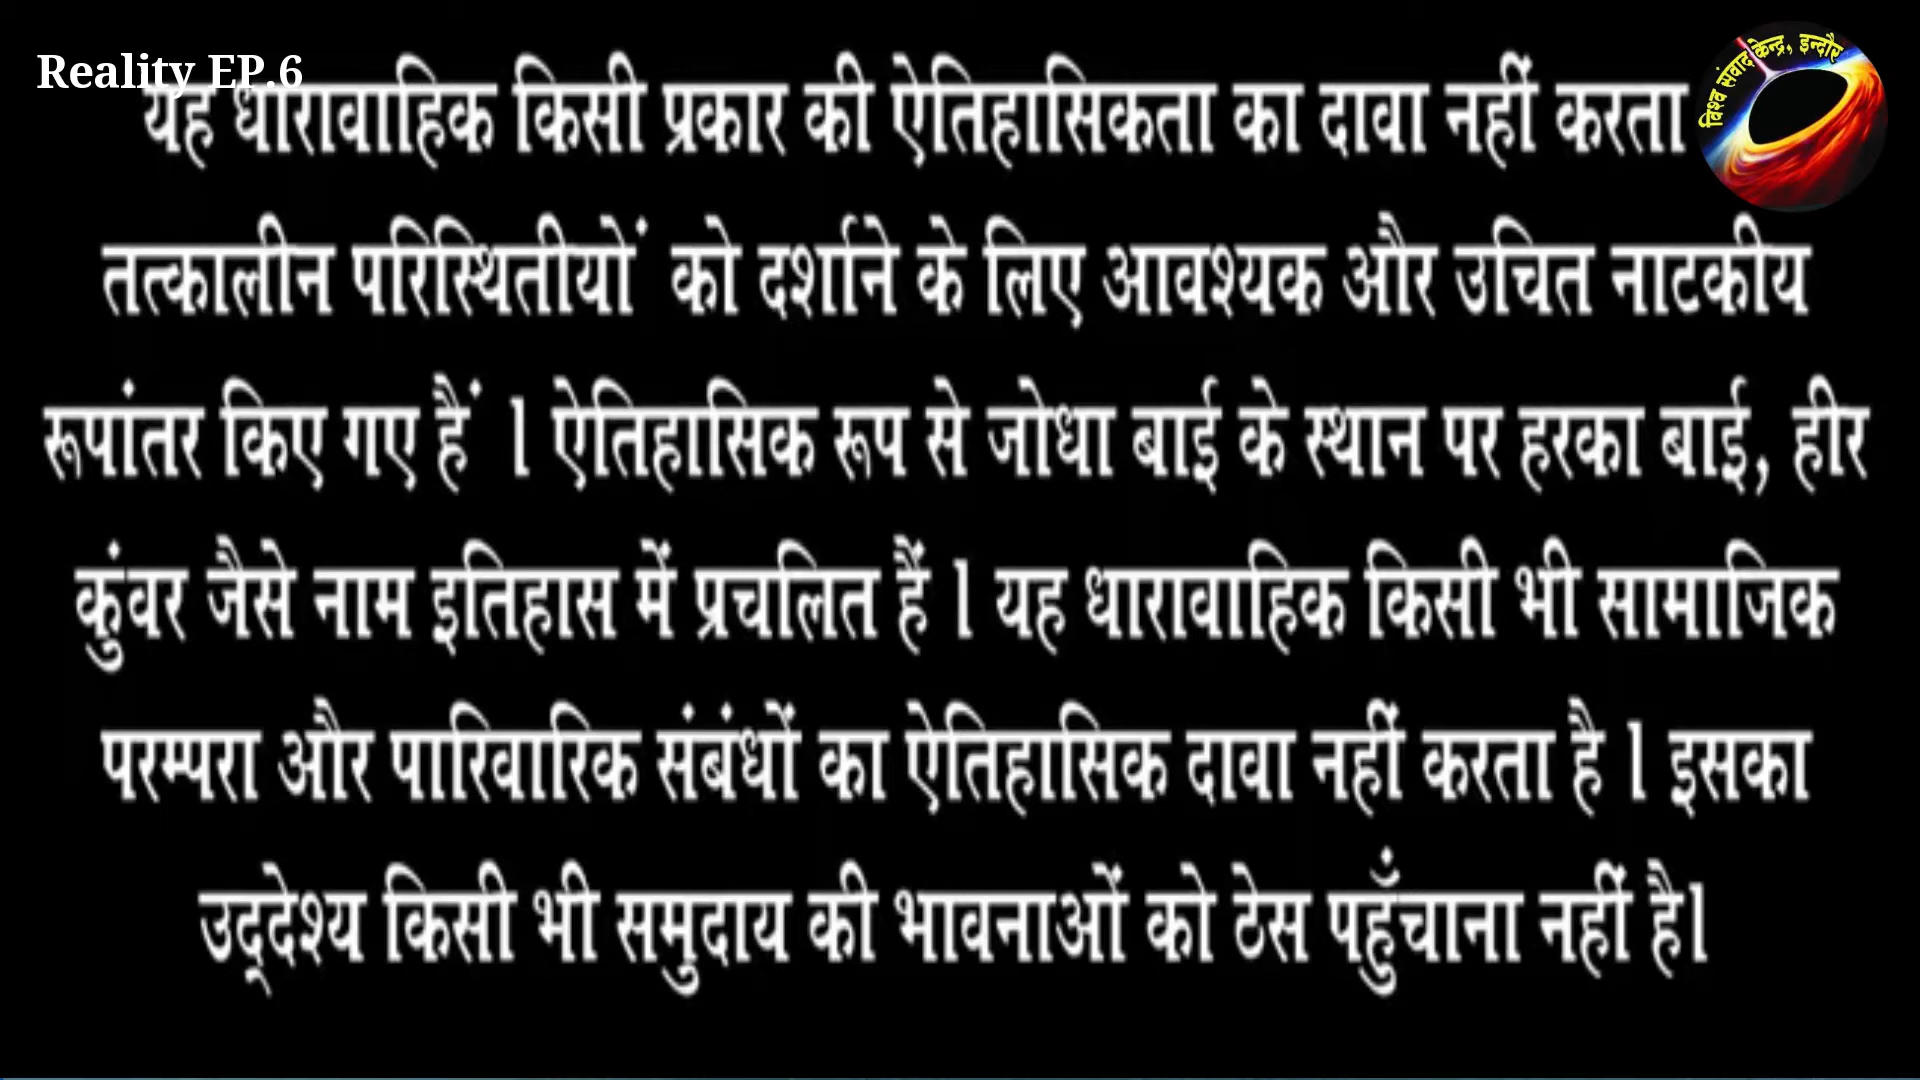 Reality EP.6
विश्व संवाद केन्द्र, इन्दौर
यह धारावाहिक किसी प्रकार की ऐतिहासिकता का दावा नहीं करता
तत्कालीन परिस्थितीयों को दर्शाने के लिए आवश्यक और उचित नाटकीय
रूपांतर किए गए हैं । ऐतिहासिक रूप से जोधा बाई के स्थान पर हरका बाई, हीर
कुंवर जैसे नाम इतिहास में प्रचलित हैं । यह धारावाहिक किसी भी सामाजिक
परम्परा और पारिवारिक संबंधों का ऐतिहासिक दावा नहीं करता है । इसका
उद्देश्य किसी भी समुदाय की भावनाओं को ठेस पहुँचाना नहीं है।